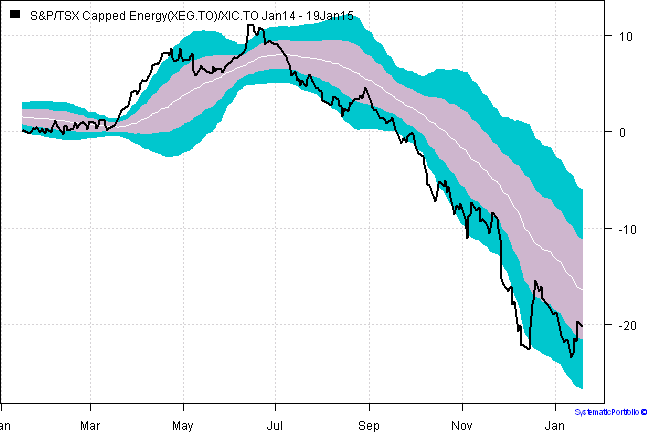 S&P/TSX Capped Energy(XEG.TO)/XIC.TO Jan14 - 19Jan15
10
0
-10
-20
an
Mar
May
Jul
Sep
Nov
Jan
SystematicPortfolio ©